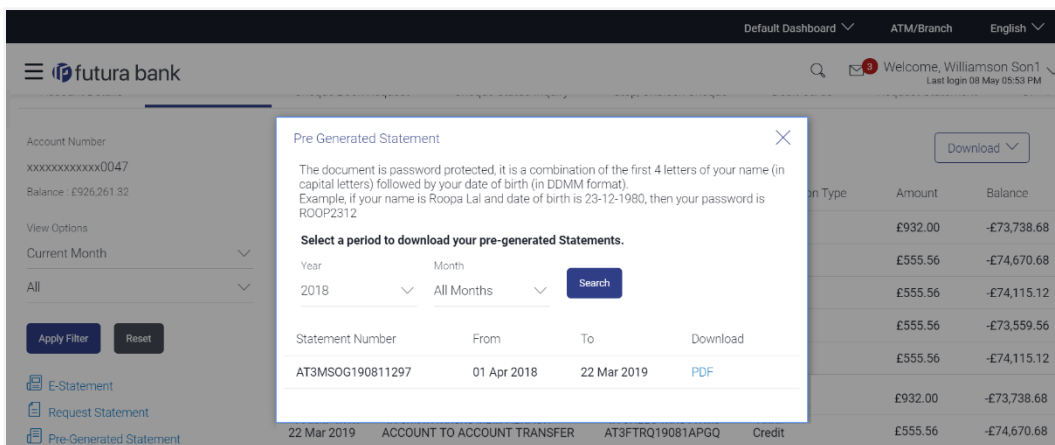 Default Dashboard ATM/Branch English
futura bank
3 Welcome, Williamson Son1
Last login 08 May 05:53 PM
Account Number
xxxxxxxxxxxx0047
Balance : £926,261.32
View Options
Current Month
All
Apply Filter Reset
E-Statement
Request Statement
Pre-Generated Statement
Pre Generated Statement
The document is password protected, it is a combination of the first 4 letters of your name (in
capital letters) followed by your date of birth (in DDMM format).
Example, if your name is Roopa Lal and date of birth is 23-12-1980, then your password is
ROOP2312
Select a period to download your pre-generated Statements.
Year Month
2018 All Months Search
Statement Number From To Download
AT3MSOG190811297 01 Apr 2018 22 Mar 2019 PDF
Download
on Type Amount Balance
£932.00 -£73,738.68
£555.56 -£74,670.68
£555.56 -£74,115.12
£555.56 -£73,559.56
£555.56 -£74,115.12
£932.00 -£73,738.68
22 Mar 2019 ACCOUNT TO ACCOUNT TRANSFER AT3FTRQ19081APGQ Credit £555.56 -£74,670.68